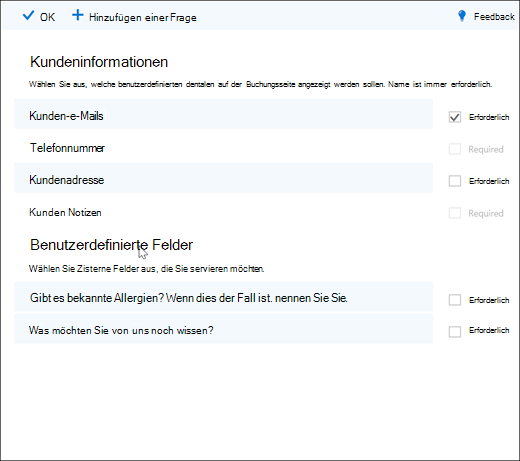 OK Hinzufügen einer Frage Feedback
Kundeninformationen
Wählen Sie aus, welche benutzerdefinierten dentalen auf der Buchungsseite angezeigt werden sollen. Name ist immer erforderlich.
Kunden-e-Mails Erforderlich
Telefonnummer Required
Kundenadresse Erforderlich
Kunden Notizen Required
Benutzerdefinierte Felder
Wählen Sie Zisterne Felder aus, die Sie servieren möchten.
Gibt es bekannte Allergien? Wenn dies der Fall ist. nennen Sie Sie. Erforderlich
Was möchten Sie von uns noch wissen? Erforderlich